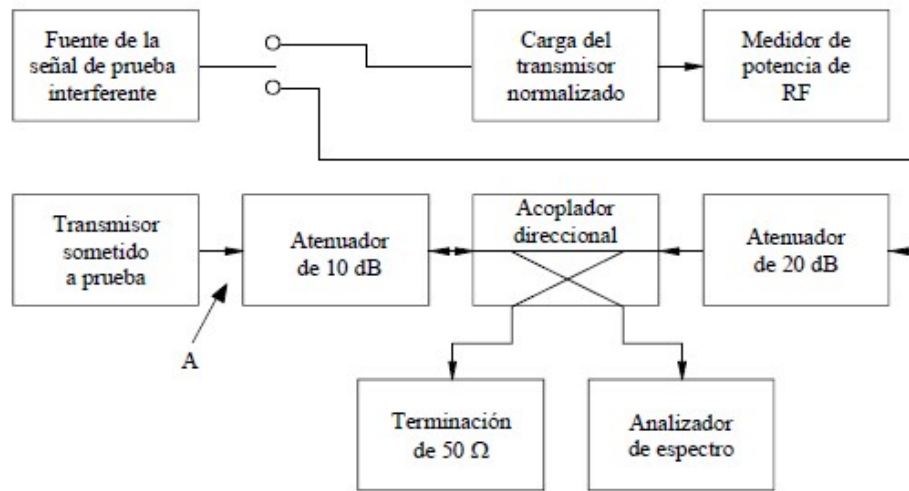 Fuente de la
señal de prueba
interferente
Carga del
transmisor
normalizado
Medidor de
potencia de
RF
Transmisor
sometido
a prueba
Atenuador
de 10 dB
Acoplador
direccional
Atenuador
de 20 dB
A
Terminación
de 50 Ω
Analizador
de espectro